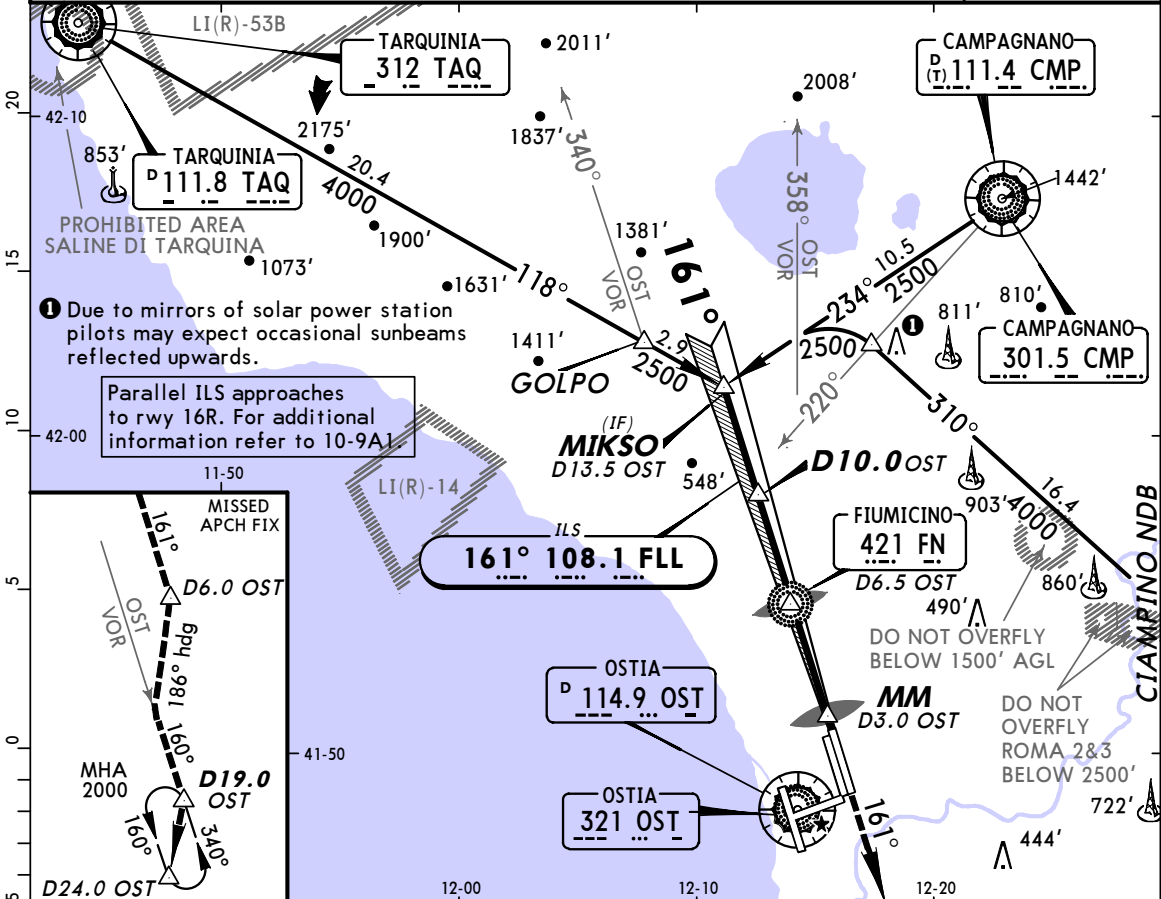 LI(R)-53B
TARQUINIA
312 TAQ
2011'
CAMPAGNANO
D
(T) 111.4 CMP
2008'
20
42-10
2175'
1837'
340°
853'
TARQUINIA
D 111.8 TAQ
20.4
4000
358°
OST
VOR
1442'
PROHIBITED AREA
SALINE DI TARQUINA
1900'
1381'
161°
1073'
OST
VOR
10.5
2500
234°
15
1631'
118°
810'
811'
1 Due to mirrors of solar power station
pilots may expect occasional sunbeams
reflected upwards.
1411'
2.9
2500
2500
1
CAMPAGNANO
301.5 CMP
GOLPO
220°
Parallel ILS approaches
to rwy 16R. For additional
information refer to 10-9A1.
10
42-00
(IF)
MIKSO
D13.5 OST
310°
D10.0 OST
11-50
548'
LI(R)-14
903'
16.4
4000
MISSED
APCH FIX
ILS
161° 108.1 FLL
FIUMICINO
421 FN
D6.5 OST
CIAMPINO NDB
161°
5
D6.0 OST
860'
490'
OST
VOR
186° hdg
DO NOT OVERFLY
BELOW 1500' AGL
OSTIA
D 114.9 OST
MM
D3.0 OST
DO NOT
OVERFLY
ROMA 2&3
BELOW 2500'
160°
0
41-50
MHA
2000
D19.0
OST
OSTIA
321 OST
722'
160°
340°
161°
444'
D24.0 OST
5
12-00
12-10
12-20